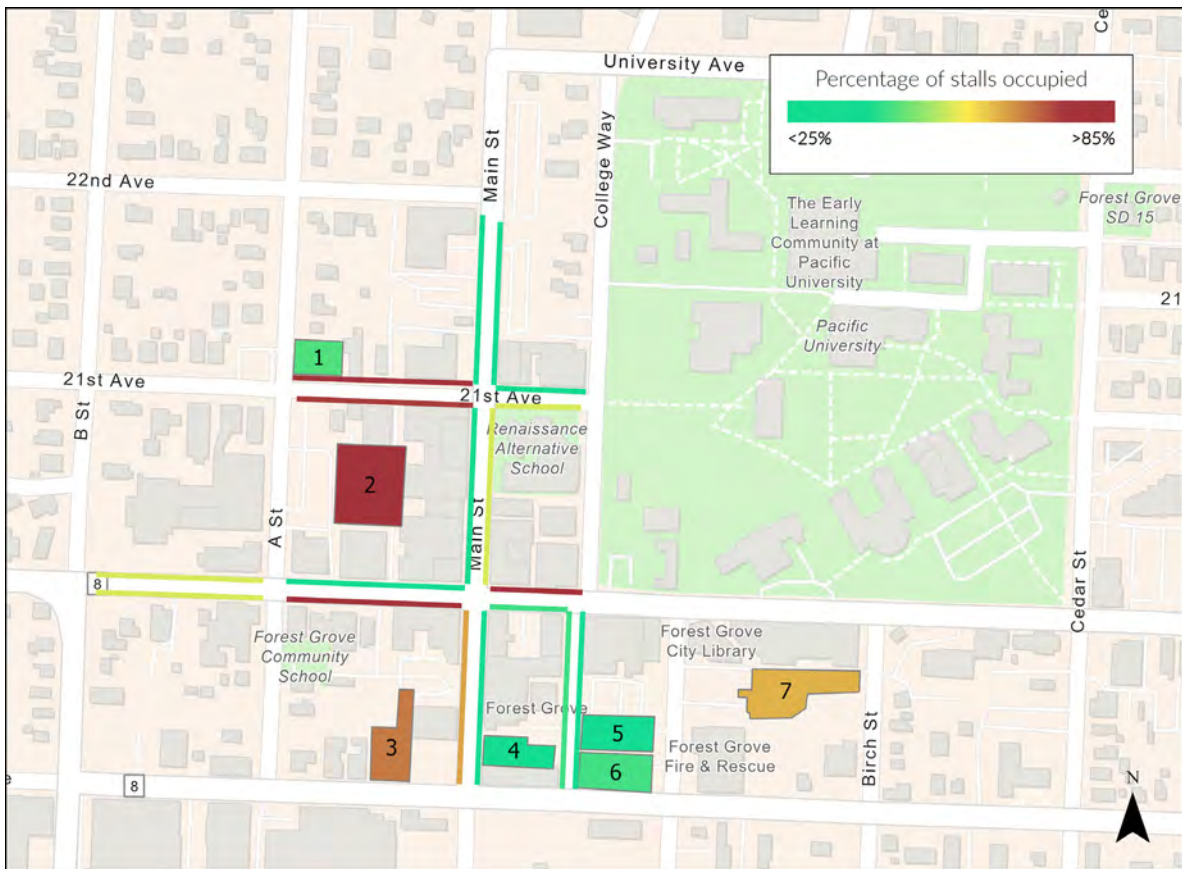 Ce
University Ave
Percentage of stalls occupied
<25%
>85%
Main St
College Way
22nd Ave
The Early
Learning
Community at
Pacific
University
Forest Grove
SD 15
21
Pacific
University
1
21st Ave
21st Ave
B St
Renaissance
Alternative
School
2
A St
Main St
8
Cedar St
Forest Grove
Community
School
Forest Grove
City Library
7
Forest Grove
3
4
5
6
Forest Grove
Fire & Rescue
Birch St
8
e
N